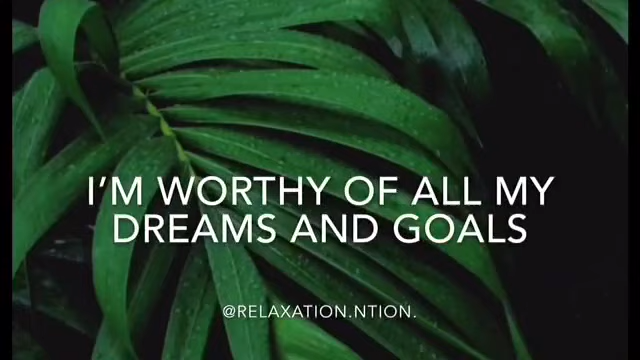 I’M WORTHY OF ALL MY
DREAMS AND GOALS
@RELAXATION.NTION.